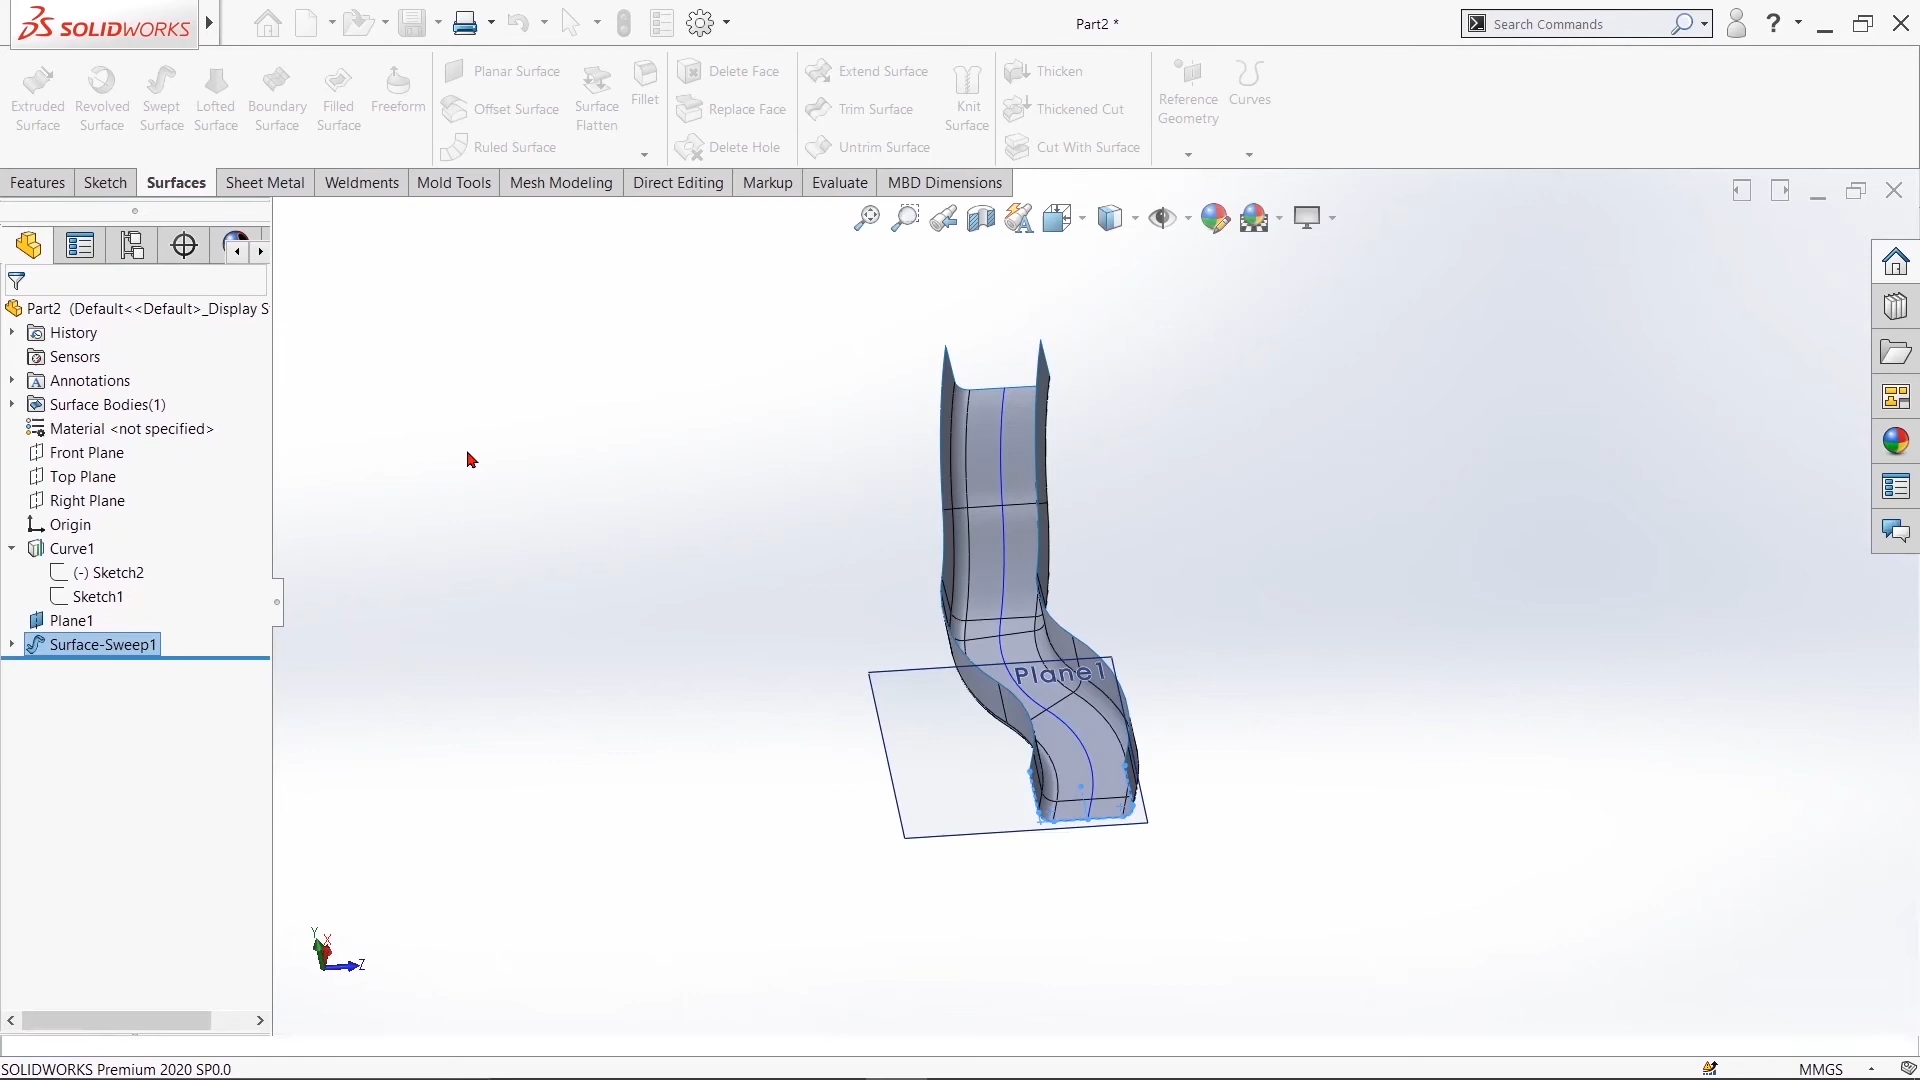 SOLIDWORKS
Part2 *
Search Commands
?
Extruded Surface
Revolved Surface
Swept Surface
Lofted Surface
Boundary Surface
Filled Surface
Freeform
Planar Surface
Offset Surface
Ruled Surface
Surface Flatten
Fillet
Delete Face
Replace Face
Delete Hole
Extend Surface
Trim Surface
Untrim Surface
Knit Surface
Thicken
Thickened Cut
Cut With Surface
Reference Geometry
Curves
Features
Sketch
Surfaces
Sheet Metal
Weldments
Mold Tools
Mesh Modeling
Direct Editing
Markup
Evaluate
MBD Dimensions
Part2 (Default<<Default>_Display S
History
Sensors
Annotations
Surface Bodies(1)
Material <not specified>
Front Plane
Top Plane
Right Plane
Origin
Curve1
(-) Sketch2
Sketch1
Plane1
Surface-Sweep1
Plane1
Y
X
Z
SOLIDWORKS Premium 2020 SP0.0
MMGS